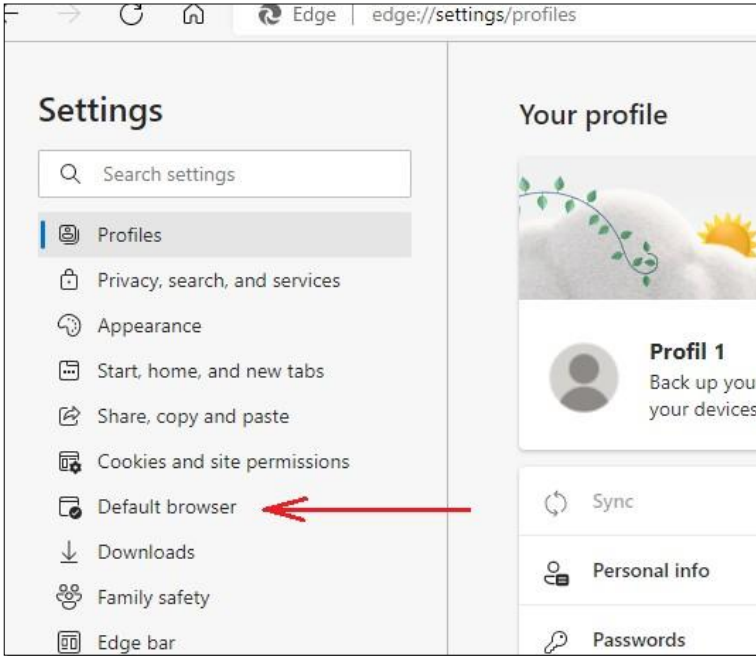 Edge | edge://settings/profiles
Settings
Search settings
Profiles
Privacy, search, and services
Appearance
Start, home, and new tabs
Share, copy and paste
Cookies and site permissions
Default browser
Downloads
Family safety
Edge bar
Your profile
Profil 1
Back up you
your devices
Sync
Personal info
Passwords